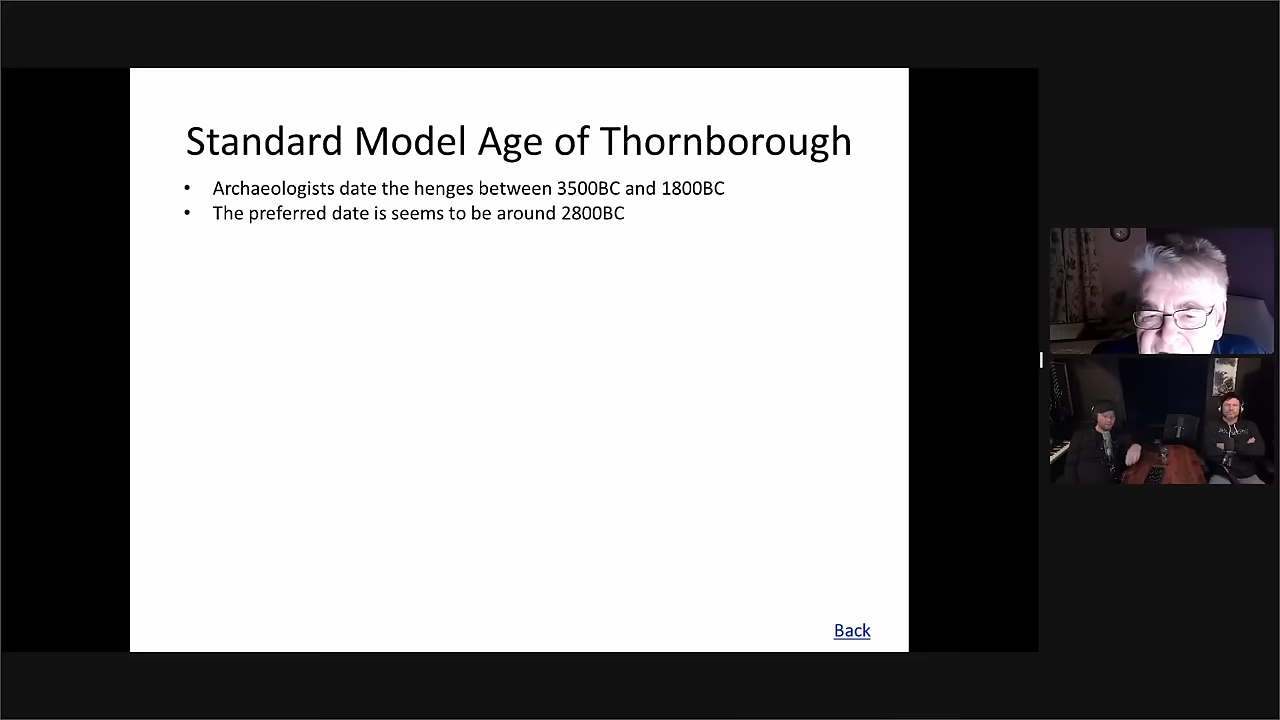 Standard Model Age of Thornborough
• Archaeologists date the henges between 3500BC and 1800BC
• The preferred date is seems to be around 2800BC
Back